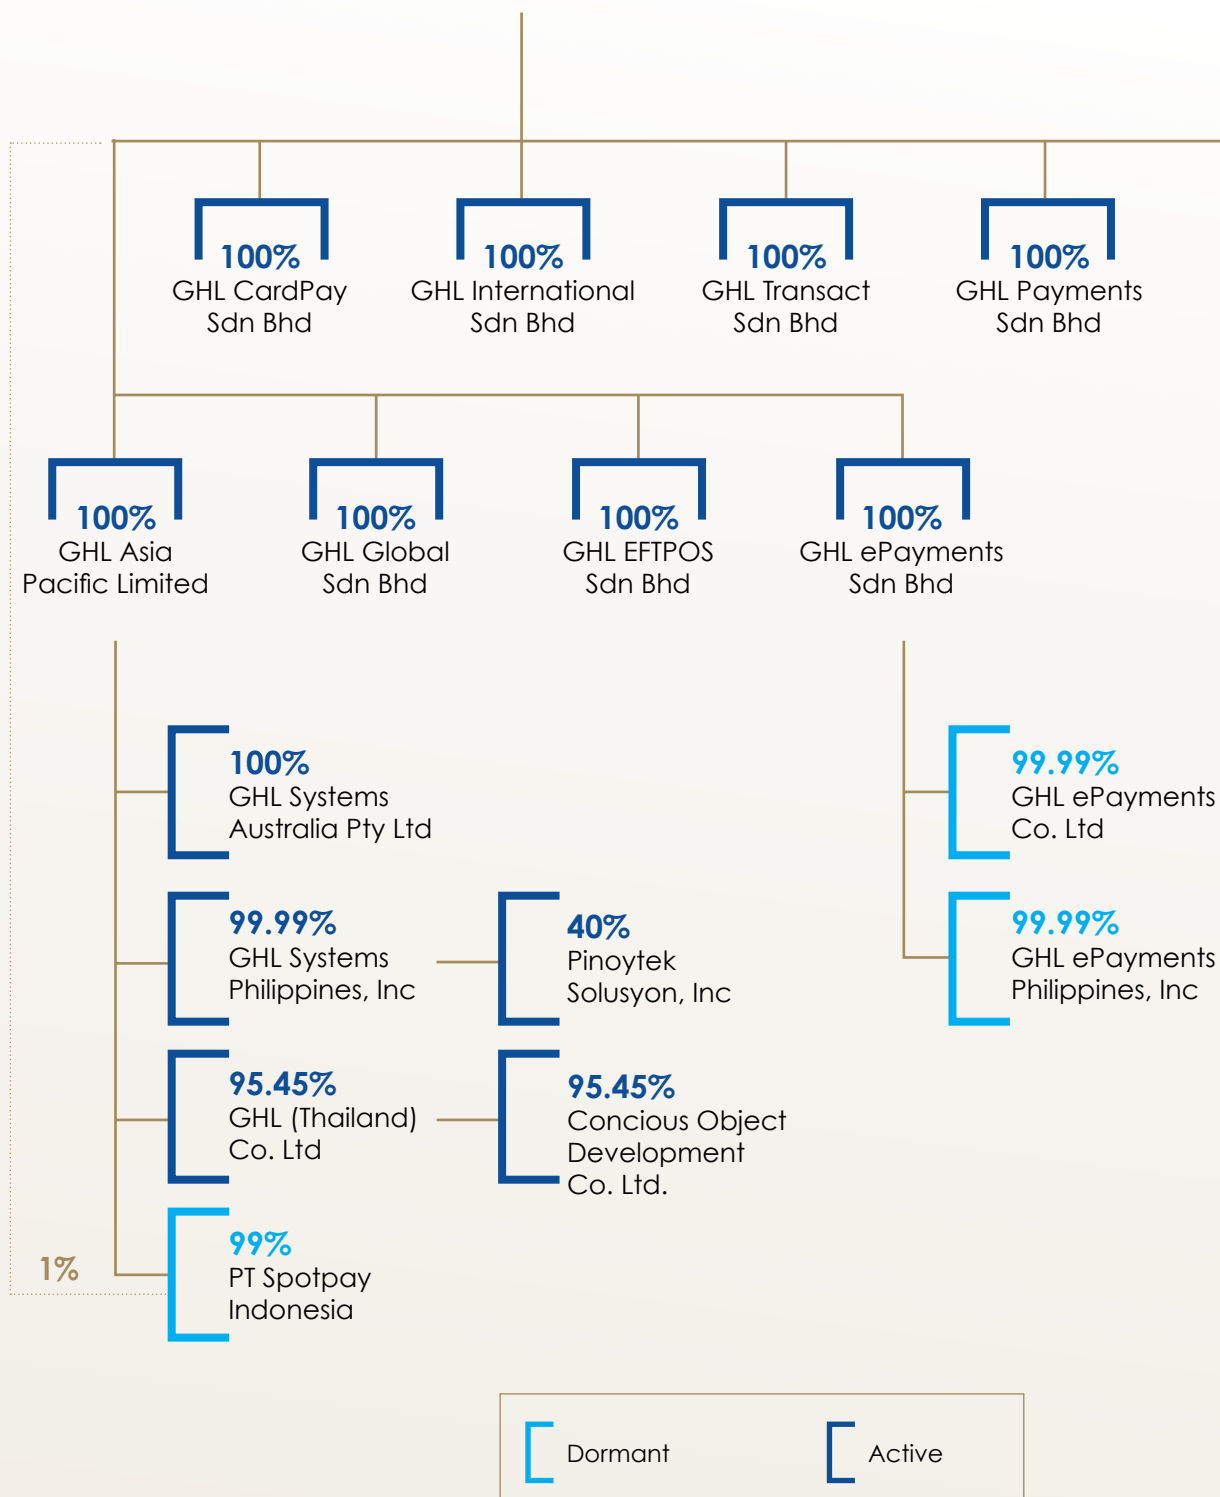 100%
GHL CardPay
Sdn Bhd
100%
GHL International
Sdn Bhd
100%
GHL Transact
Sdn Bhd
100%
GHL Payments
Sdn Bhd
100%
GHL Asia
Pacific Limited
100%
GHL Global
Sdn Bhd
100%
GHL EFTPOS
Sdn Bhd
100%
GHL ePayments
Sdn Bhd
100%
GHL Systems
Australia Pty Ltd
99.99%
GHL Systems
Philippines, Inc
40%
Pinoytek
Solusyon, Inc
95.45%
GHL (Thailand)
Co. Ltd
95.45%
Concious Object
Development
Co. Ltd.
1%
99%
PT Spotpay
Indonesia
99.99%
GHL ePayments
Co. Ltd
99.99%
GHL ePayments
Philippines, Inc
Dormant
Active